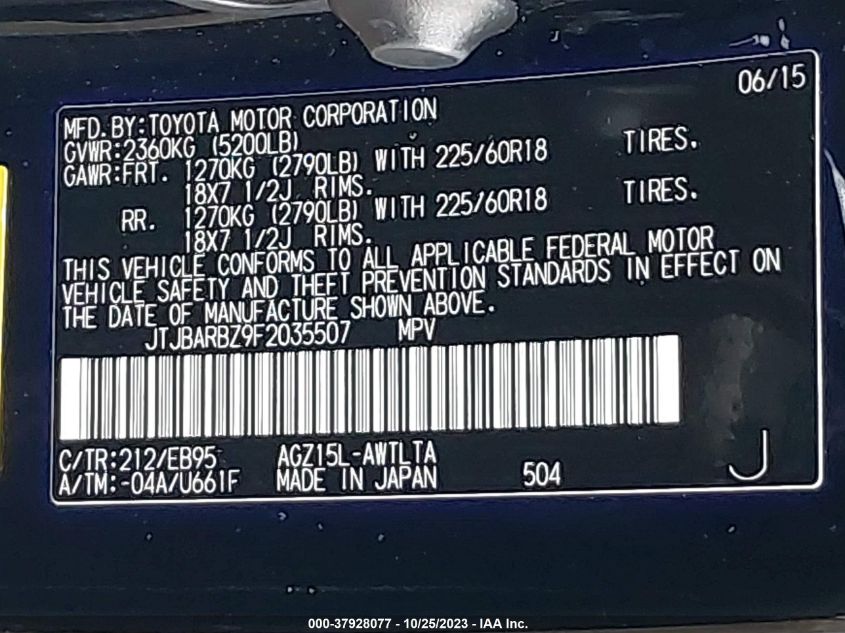 06/15
MFD.BY:TOYOTA MOTOR CORPORATION
GVWR:2360KG (5200LB)
GAWR:FRT. 1270KG (2790LB) WITH 225/60R18 TIRES.
18X7 1/2J RIMS.
RR. 1270KG (2790LB) WITH 225/60R18 TIRES.
18X7 1/2J RIMS.
THIS VEHICLE CONFORMS TO ALL APPLICABLE FEDERAL MOTOR
VEHICLE SAFETY AND THEFT PREVENTION STANDARDS IN EFFECT ON
THE DATE OF MANUFACTURE SHOWN ABOVE.
JTJBARBZ9F2035507 MPV
C/TR:212/EB95 AGZ15L-AWTLTA
A/TM:-04A/U661F MADE IN JAPAN 504
J
000-37928077 - 10/25/2023 - IAA Inc.